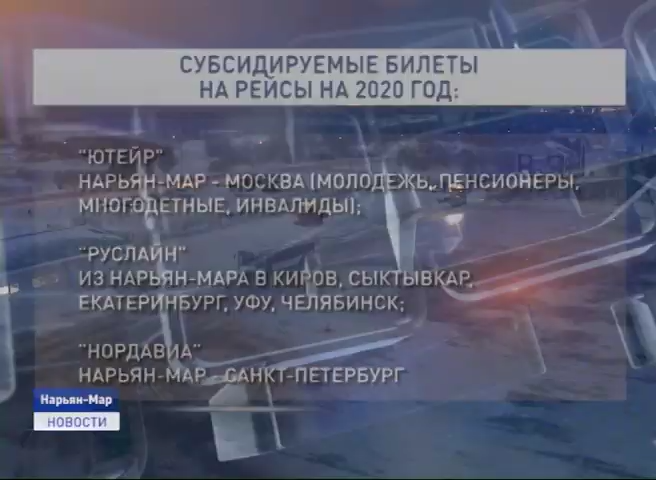 СУБСИДИРУЕМЫЕ БИЛЕТЫ
НА РЕЙСЫ НА 2020 ГОД:
"ЮТЕЙР"
НАРЬЯН-МАР - МОСКВА (МОЛОДЕЖЬ, ПЕНСИОНЕРЫ,
МНОГОДЕТНЫЕ, ИНВАЛИДЫ);
"РУСЛАЙН"
ИЗ НАРЬЯН-МАРА В КИРОВ, СЫКТЫВКАР,
ЕКАТЕРИНБУРГ, УФУ, ЧЕЛЯБИНСК;
"НОРДАВИА"
НАРЬЯН-МАР - САНКТ-ПЕТЕРБУРГ
Нарьян-Мар
НОВОСТИ